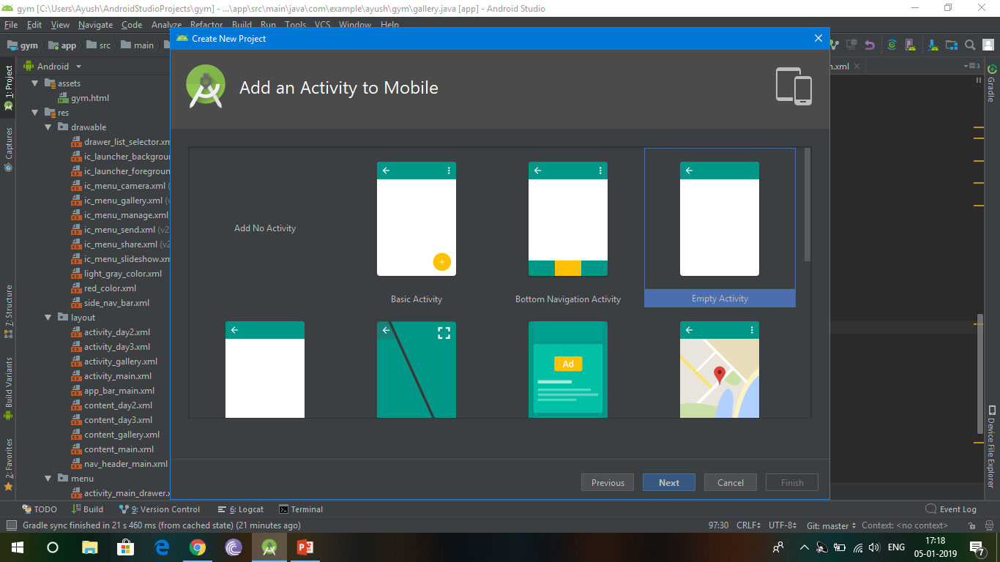 gym [C:\Users\Ayush\AndroidStudioProjects\gym] - ...\app\src\main\java\com\example\ayush\gym\gallery.java [app] - Android Studio
File Edit View Navigate Code Analyze Refactor Build Run Tools VCS Window Help
gym app src main
Create New Project
Add an Activity to Mobile
Android
n.xml
3
1: Project
Captures
7: Structure
Build Variants
2: Favorites
assets
gym.html
res
drawable
drawer_list_selector.xm
ic_launcher_backgrou
ic_launcher_foregroun
ic_menu_camera.xml (
ic_menu_gallery.xml (v
ic_menu_manage.xml
ic_menu_send.xml (v2
ic_menu_share.xml (v2
ic_menu_slideshow.xm
light_gray_color.xml
red_color.xml
side_nav_bar.xml
layout
activity_day2.xml
activity_day3.xml
activity_gallery.xml
activity_main.xml
app_bar_main.xml
content_day2.xml
content_day3.xml
content_gallery.xml
content_main.xml
nav_header_main.xml
menu
activity_main_drawer.x
Add No Activity
Basic Activity
Bottom Navigation Activity
Empty Activity
Ad
Previous Next Cancel Finish
Gradle
Device File Explorer
TODO Build 9: Version Control 6: Logcat Terminal Event Log
Gradle sync finished in 21 s 460 ms (from cached state) (21 minutes ago) 97:30 CRLF UTF-8 Git: master Context: <no context>
ENG 17:18
05-01-2019
7